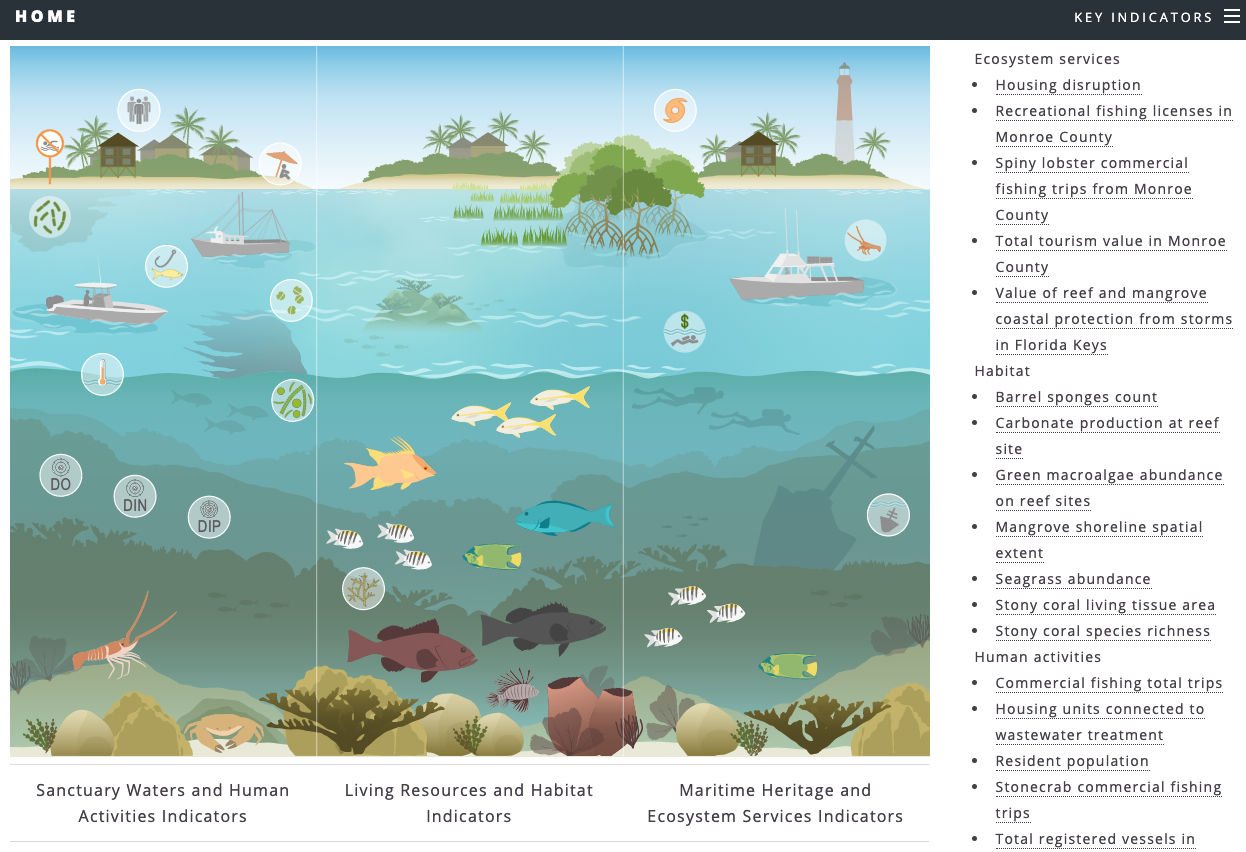 HOME
KEY INDICATORS
$
DO
DIN
DIP
Sanctuary Waters and Human
Activities Indicators
Living Resources and Habitat
Indicators
Maritime Heritage and
Ecosystem Services Indicators
Ecosystem services
Housing disruption
Recreational fishing licenses in
Monroe County
Spiny lobster commercial
fishing trips from Monroe
County
Total tourism value in Monroe
County
Value of reef and mangrove
coastal protection from storms
in Florida Keys
Habitat
Barrel sponges count
Carbonate production at reef
site
Green macroalgae abundance
on reef sites
Mangrove shoreline spatial
extent
Seagrass abundance
Stony coral living tissue area
Stony coral species richness
Human activities
Commercial fishing total trips
Housing units connected to
wastewater treatment
Resident population
Stonecrab commercial fishing
trips
Total registered vessels in